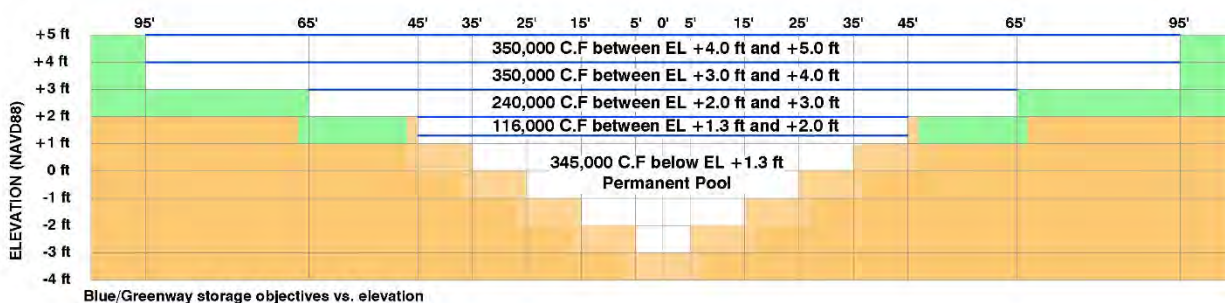 95' 65' 45' 35' 25' 15' 5' 0' 5' 15' 25' 35' 45' 65' 95'
+5 ft
350,000 C.F between EL +4.0 ft and +5.0 ft
+4 ft
350,000 C.F between EL +3.0 ft and +4.0 ft
+3 ft
240,000 C.F between EL +2.0 ft and +3.0 ft
+2 ft
116,000 C.F between EL +1.3 ft and +2.0 ft
+1 ft
345,000 C.F below EL +1.3 ft
0 ft
Permanent Pool
-1 ft
-2 ft
-3 ft
-4 ft
ELEVATION (NAVD88)
Blue/Greenway storage objectives vs. elevation